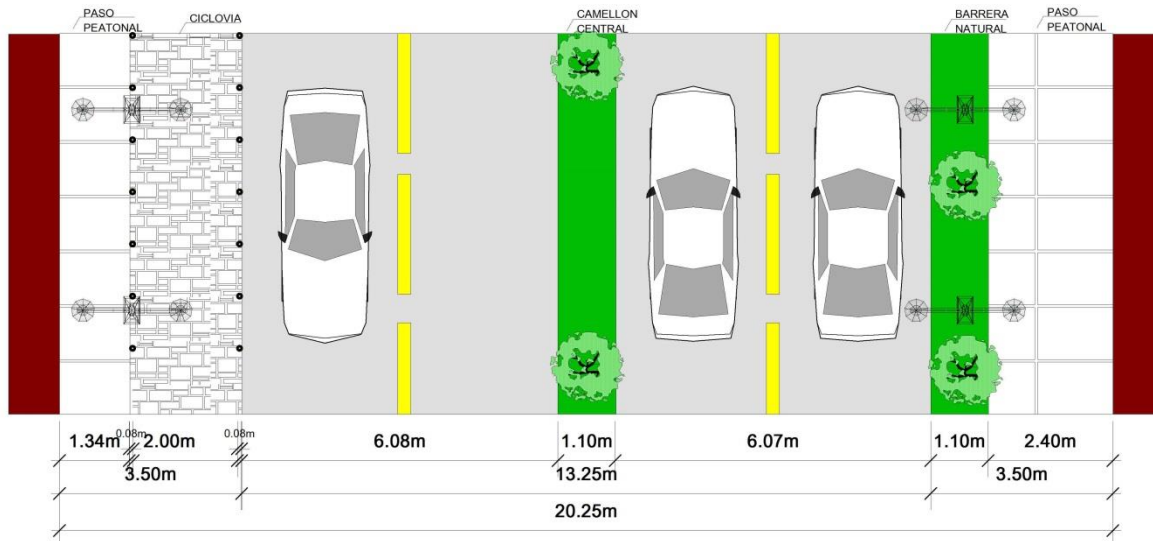 PASO
PEATONAL
CICLOVIA
CAMELLON
CENTRAL
BARRERA
NATURAL
PASO
PEATONAL
1.34m
0.08m
2.00m
0.08m
6.08m
1.10m
6.07m
1.10m
2.40m
3.50m
13.25m
3.50m
20.25m